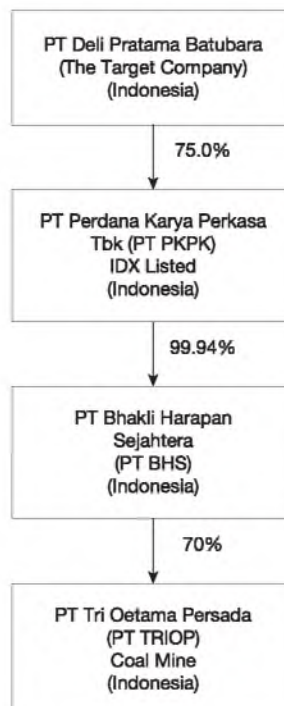 PT Deli Pratama Batubara
(The Target Company)
(Indonesia)
75.0%
PT Perdana Karya Perkasa
Tbk (PT PKPK)
IDX Listed
(Indonesia)
99.94%
PT Bhakli Harapan
Sejahtera
(PT BHS)
(Indonesia)
70%
PT Tri Oetama Persada
(PT TRIOP)
Coal Mine
(Indonesia)